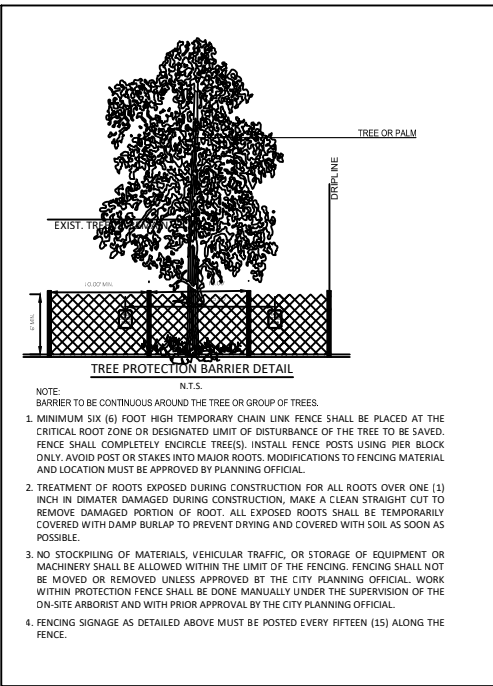 TREE OR PALM
DRIPLINE
EXIST. TREE
10.00' MIN.
6' MIN.
TREE PROTECTION BARRIER DETAIL
N.T.S.
NOTE:
BARRIER TO BE CONTINUOUS AROUND THE TREE OR GROUP OF TREES.
1. MINIMUM SIX (6) FOOT HIGH TEMPORARY CHAIN LINK FENCE SHALL BE PLACED AT THE
CRITICAL ROOT ZONE OR DESIGNATED LIMIT OF DISTURBANCE OF THE TREE TO BE SAVED.
FENCE SHALL COMPLETELY ENCIRCLE TREE(S). INSTALL FENCE POSTS USING PIER BLOCK
ONLY. AVOID POST OR STAKES INTO MAJOR ROOTS. MODIFICATIONS TO FENCING MATERIAL
AND LOCATION MUST BE APPROVED BY PLANNING OFFICIAL.
2. TREATMENT OF ROOTS EXPOSED DURING CONSTRUCTION FOR ALL ROOTS OVER ONE (1)
INCH IN DIMATER DAMAGED DURING CONSTRUCTION, MAKE A CLEAN STRAIGHT CUT TO
REMOVE DAMAGED PORTION OF ROOT. ALL EXPOSED ROOTS SHALL BE TEMPORARILY
COVERED WITH DAMP BURLAP TO PREVENT DRYING AND COVERED WITH SOIL AS SOON AS
POSSIBLE.
3. NO STOCKPILING OF MATERIALS, VEHICULAR TRAFFIC, OR STORAGE OF EQUIPMENT OR
MACHINERY SHALL BE ALLOWED WITHIN THE LIMIT OF THE FENCING. FENCING SHALL NOT
BE MOVED OR REMOVED UNLESS APPROVED BT THE CITY PLANNING OFFICIAL. WORK
WITHIN PROTECTION FENCE SHALL BE DONE MANUALLY UNDER THE SUPERVISION OF THE
ON-SITE ARBORIST AND WITH PRIOR APPROVAL BY THE CITY PLANNING OFFICIAL.
4. FENCING SIGNAGE AS DETAILED ABOVE MUST BE POSTED EVERY FIFTEEN (15) ALONG THE
FENCE.